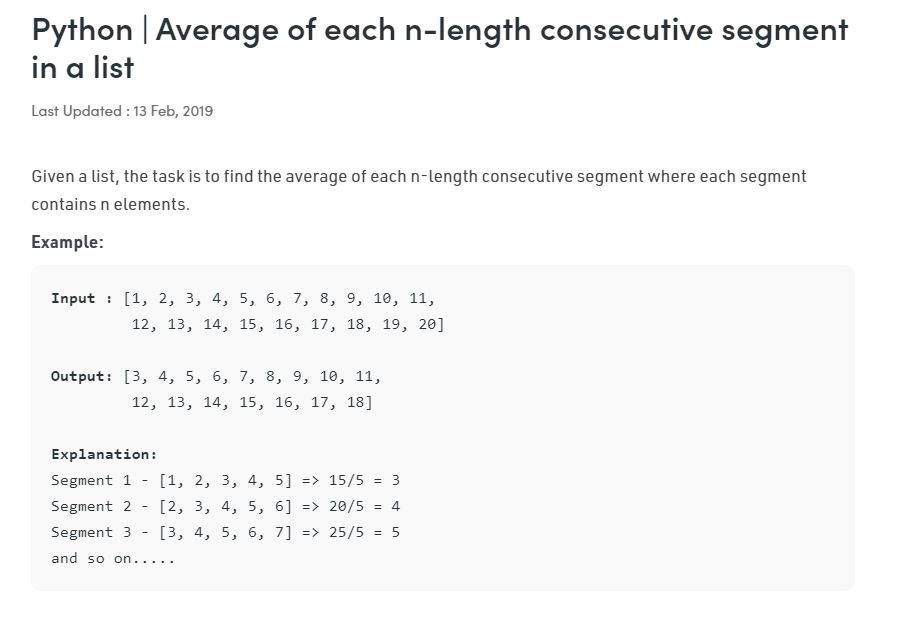 Python | Average of each n-length consecutive segment
in a list
Last Updated : 13 Feb, 2019
Given a list, the task is to find the average of each n-length consecutive segment where each segment
contains n elements.
Example:
Input : [1, 2, 3, 4, 5, 6, 7, 8, 9, 10, 11,
12, 13, 14, 15, 16, 17, 18, 19, 20]
Output: [3, 4, 5, 6, 7, 8, 9, 10, 11,
12, 13, 14, 15, 16, 17, 18]
Explanation:
Segment 1 - [1, 2, 3, 4, 5] => 15/5 = 3
Segment 2 - [2, 3, 4, 5, 6] => 20/5 = 4
Segment 3 - [3, 4, 5, 6, 7] => 25/5 = 5
and so on.....